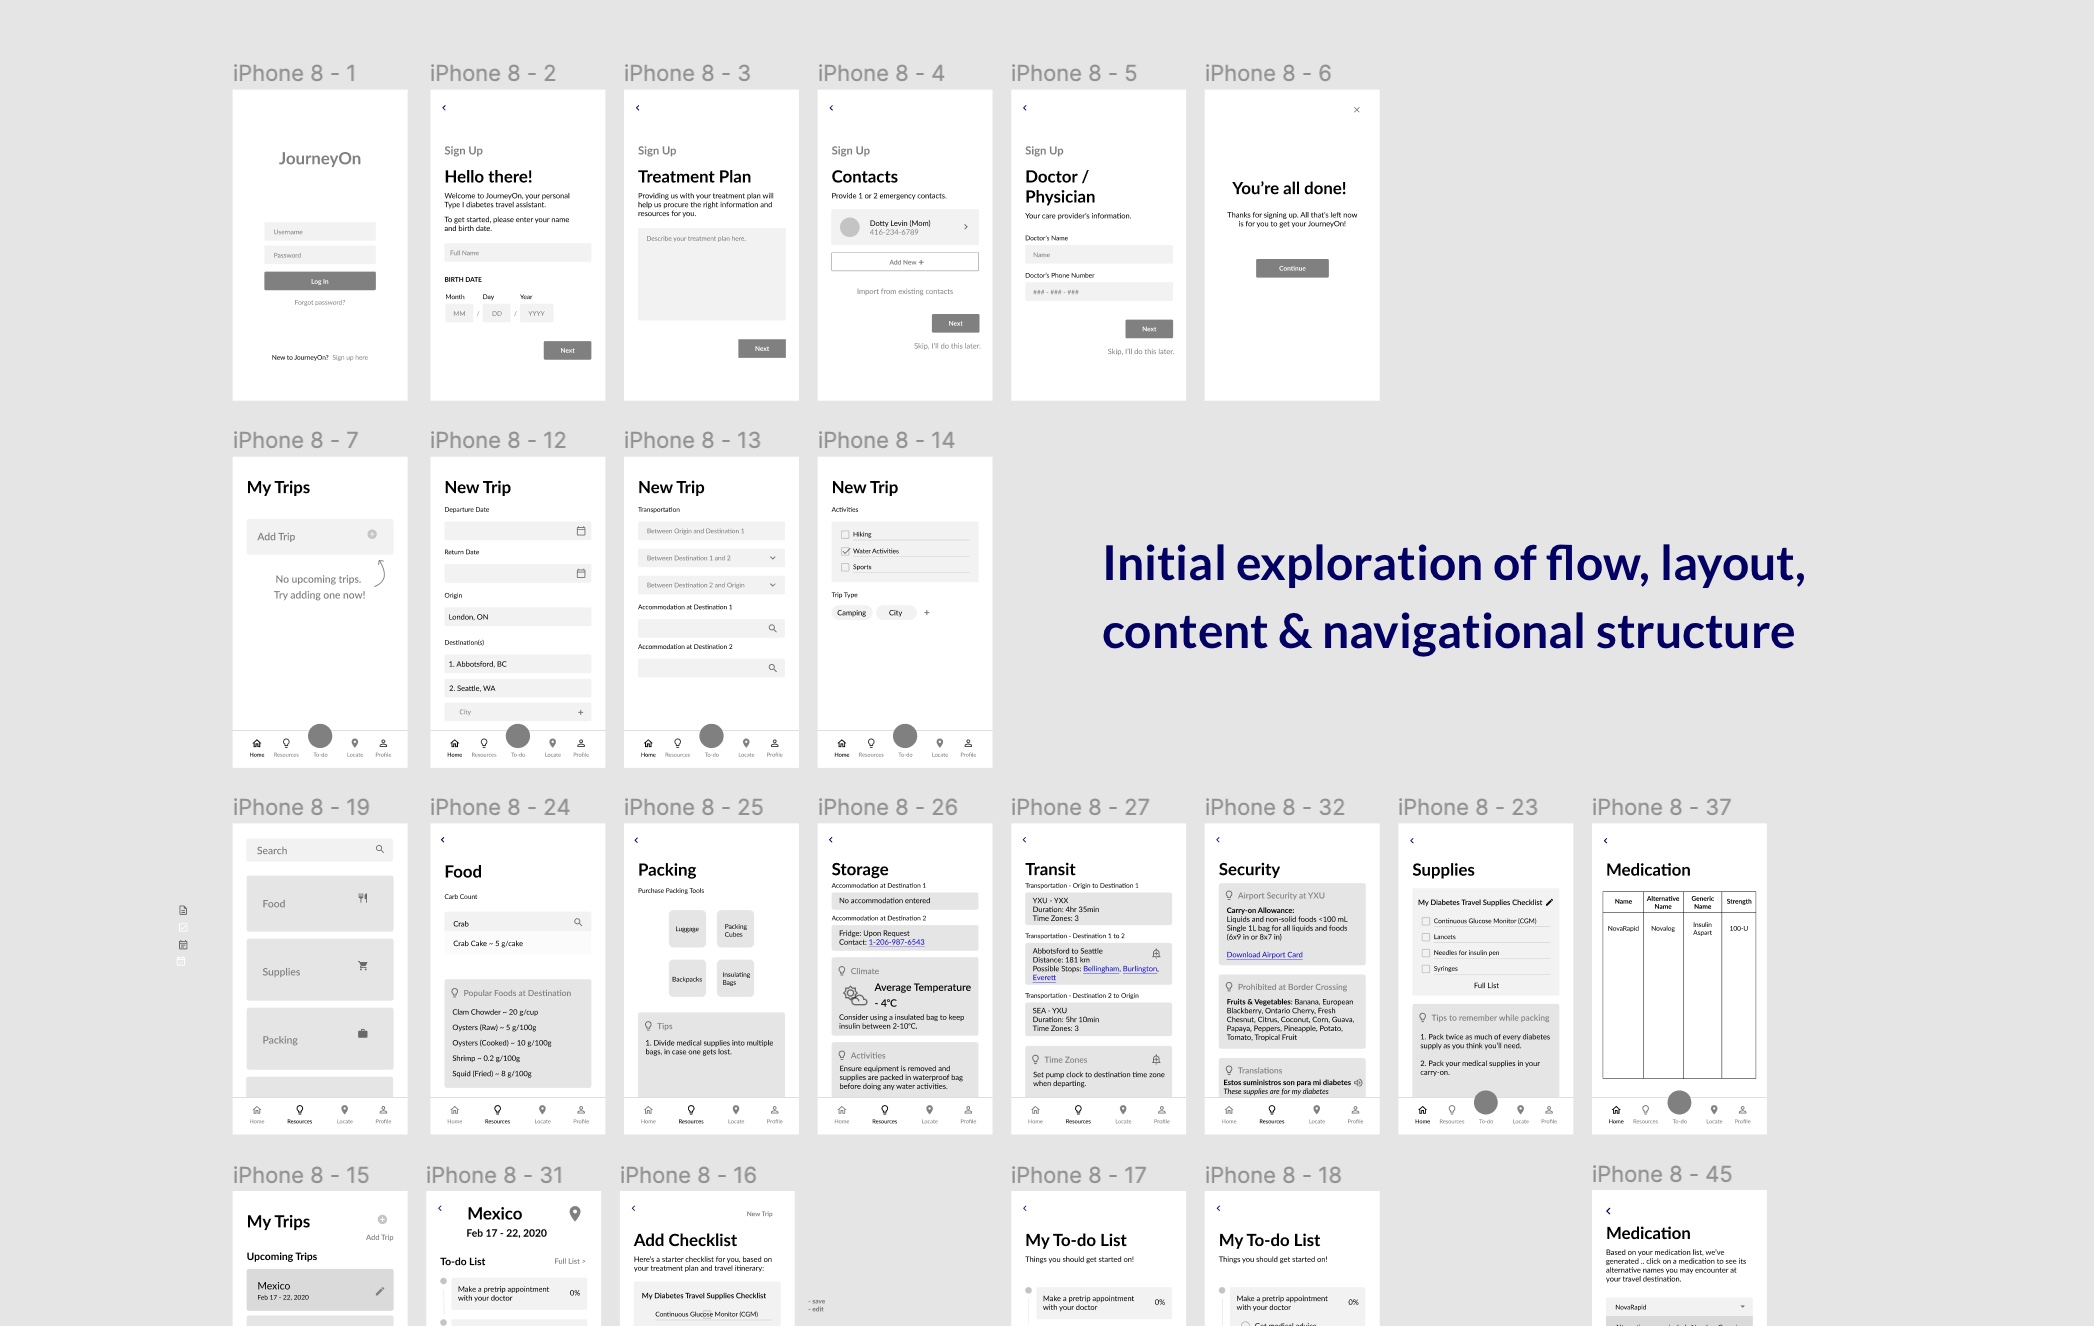 iPhone 8 - 1
JourneyOn
Username
Password
Log In
Forgot password?
New to JourneyOn? Sign up here
iPhone 8 - 2
Sign Up
Hello there!
Welcome to JourneyOn, your personal
Type I diabetes travel assistant.
To get started, please enter your name
and birth date.
Full Name
BIRTH DATE
Month Day Year
MM / DD / YYYY
Next
iPhone 8 - 3
Sign Up
Treatment Plan
Providing us with your treatment plan will
help us procure the right information and
resources for you.
Describe your treatment plan here.
Next
iPhone 8 - 4
Sign Up
Contacts
Provide 1 or 2 emergency contacts.
Dotty Levin (Mom)
416-234-6789
Add New +
Import from existing contacts
Next
Skip, I'll do this later.
iPhone 8 - 5
Sign Up
Doctor /
Physician
Your care provider's information.
Doctor's Name
Name
Doctor's Phone Number
### - ### - ###
Next
Skip, I'll do this later.
iPhone 8 - 6
You're all done!
Thanks for signing up. All that's left now
is for you to get your JourneyOn!
Continue
iPhone 8 - 7
My Trips
Add Trip
No upcoming trips.
Try adding one now!
Home Resources To-do Locate Profile
iPhone 8 - 12
New Trip
Departure Date
Return Date
Origin
London, ON
Destination(s)
1. Abbotsford, BC
2. Seattle, WA
City +
Home Resources To-do Locate Profile
iPhone 8 - 13
New Trip
Transportation
Between Origin and Destination 1
Between Destination 1 and 2
Between Destination 2 and Origin
Accommodation at Destination 1
Accommodation at Destination 2
Home Resources To-do Locate Profile
iPhone 8 - 14
New Trip
Activities
Hiking
Water Activities
Sports
Trip Type
Camping City +
Home Resources To-do Locate Profile
Initial exploration of flow, layout,
content & navigational structure
iPhone 8 - 19
Search
Food
Supplies
Packing
Home Resources Locate Profile
iPhone 8 - 24
Food
Carb Count
Crab
Crab Cake ~ 5 g/cake
Popular Foods at Destination
Clam Chowder ~ 20 g/cup
Oysters (Raw) ~ 5 g/100g
Oysters (Cooked) ~ 10 g/100g
Shrimp ~ 0.2 g/100g
Squid (Fried) ~ 8 g/100g
Home Resources Locate Profile
iPhone 8 - 25
Packing
Purchase Packing Tools
Luggage
Packing
Cubes
Backpacks
Insulating
Bags
Tips
1. Divide medical supplies into multiple
bags, in case one gets lost.
Home Resources Locate Profile
iPhone 8 - 26
Storage
Accommodation at Destination 1
No accommodation entered
Accommodation at Destination 2
Fridge: Upon Request
Contact: 1-206-987-6543
Climate
Average Temperature
- 4°C
Consider using a insulated bag to keep
insulin between 2-10°C.
Activities
Ensure equipment is removed and
supplies are packed in waterproof bag
before doing any water activities.
Home Resources Locate Profile
iPhone 8 - 27
Transit
Transportation - Origin to Destination 1
YXU - YXX
Duration: 4hr 35min
Time Zones: 3
Transportation - Destination 1 to 2
Abbotsford to Seattle
Distance: 181 km
Possible Stops: Bellingham, Burlington,
Everett
Transportation - Destination 2 to Origin
SEA - YXU
Duration: 5hr 10min
Time Zones: 3
Time Zones
Set pump clock to destination time zone
when departing.
Home Resources Locate Profile
iPhone 8 - 32
Security
Airport Security at YXU
Carry-on Allowance:
Liquids and non-solid foods <100 mL
Single 1L bag for all liquids and foods
(6x9 in or 8x7 in)
Download Airport Card
Prohibited at Border Crossing
Fruits & Vegetables: Banana, European
Blackberry, Ontario Cherry, Fresh
Chesnut, Citrus, Coconut, Corn, Guava,
Papaya, Peppers, Pineapple, Potato,
Tomato, Tropical Fruit
Translations
Estos suministros son para mi diabetes
These supplies are for my diabetes
Home Resources Locate Profile
iPhone 8 - 23
Supplies
My Diabetes Travel Supplies Checklist
Continuous Glucose Monitor (CGM)
Lancets
Needles for insulin pen
Syringes
Full List
Tips to remember while packing
1. Pack twice as much of every diabetes
supply as you think you'll need.
2. Pack your medical supplies in your
carry-on.
Home Resources To-do Locate Profile
iPhone 8 - 37
Medication
Name Alternative Name Generic Name Strength
NovaRapid Novalog Insulin Aspart 100-U
Home Resources To-do Locate Profile
iPhone 8 - 15
My Trips
Add Trip
Upcoming Trips
Mexico
Feb 17 - 22, 2020
iPhone 8 - 31
Mexico
Feb 17 - 22, 2020
To-do List Full List >
Make a pretrip appointment
with your doctor
0%
iPhone 8 - 16
New Trip
Add Checklist
Here's a starter checklist for you, based on
your treatment plan and travel itinerary:
My Diabetes Travel Supplies Checklist
Continuous Glucose Monitor (CGM)
- save
- edit
iPhone 8 - 17
My To-do List
Things you should get started on!
Make a pretrip appointment
with your doctor
0%
iPhone 8 - 18
My To-do List
Things you should get started on!
Make a pretrip appointment
with your doctor
0%
Get medical advice
iPhone 8 - 45
Medication
Based on your medication list, we've
generated .. click on a medication to see its
alternative names you may encounter at
your travel destination.
NovaRapid